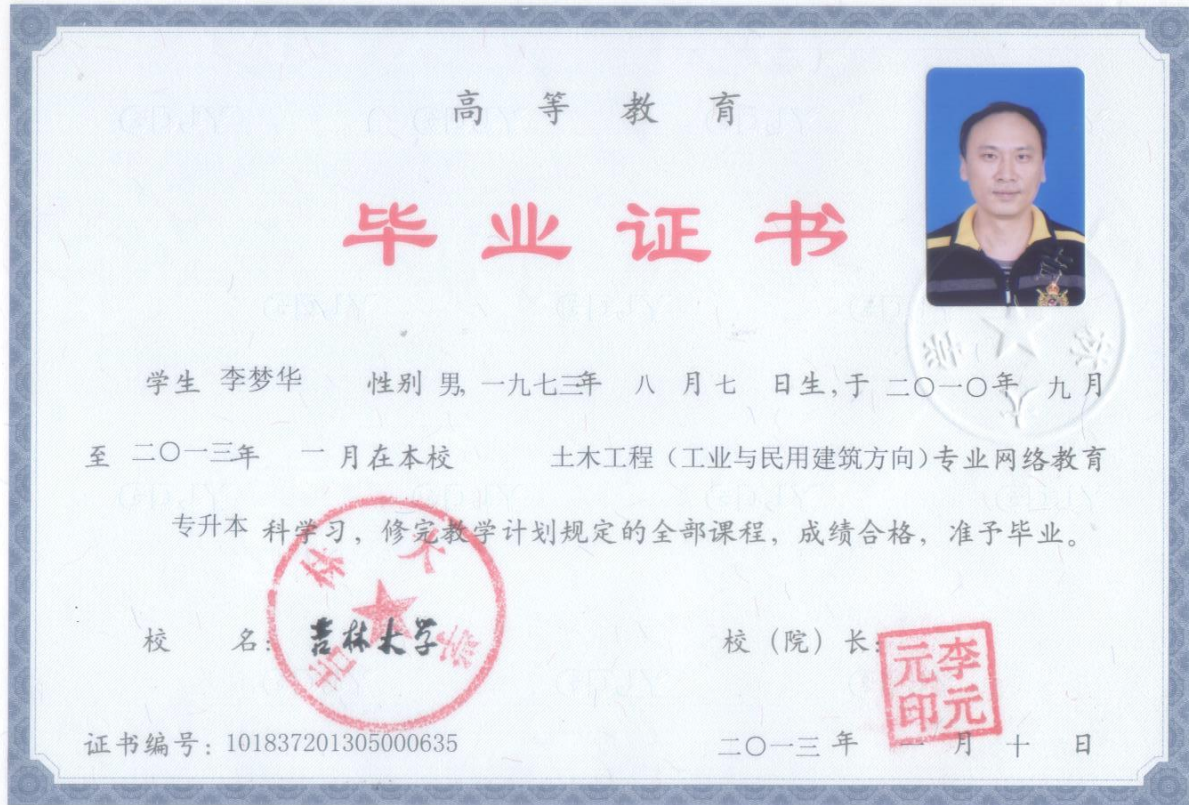 高等教育
毕业证书
学生 李梦华 性别 男, 一九七三年 八 月 七 日生,于 二〇一〇年 九月
至 二〇一三年 一 月在本校 土木工程（工业与民用建筑方向）专业网络教育
专升本 科学习，修完教学计划规定的全部课程，成绩合格，准予毕业。
校 名: 吉林大学 校（院）长:
吉林大学
李元元印
证书编号: 101837201305000635 二〇一三 年 一 月 十 日